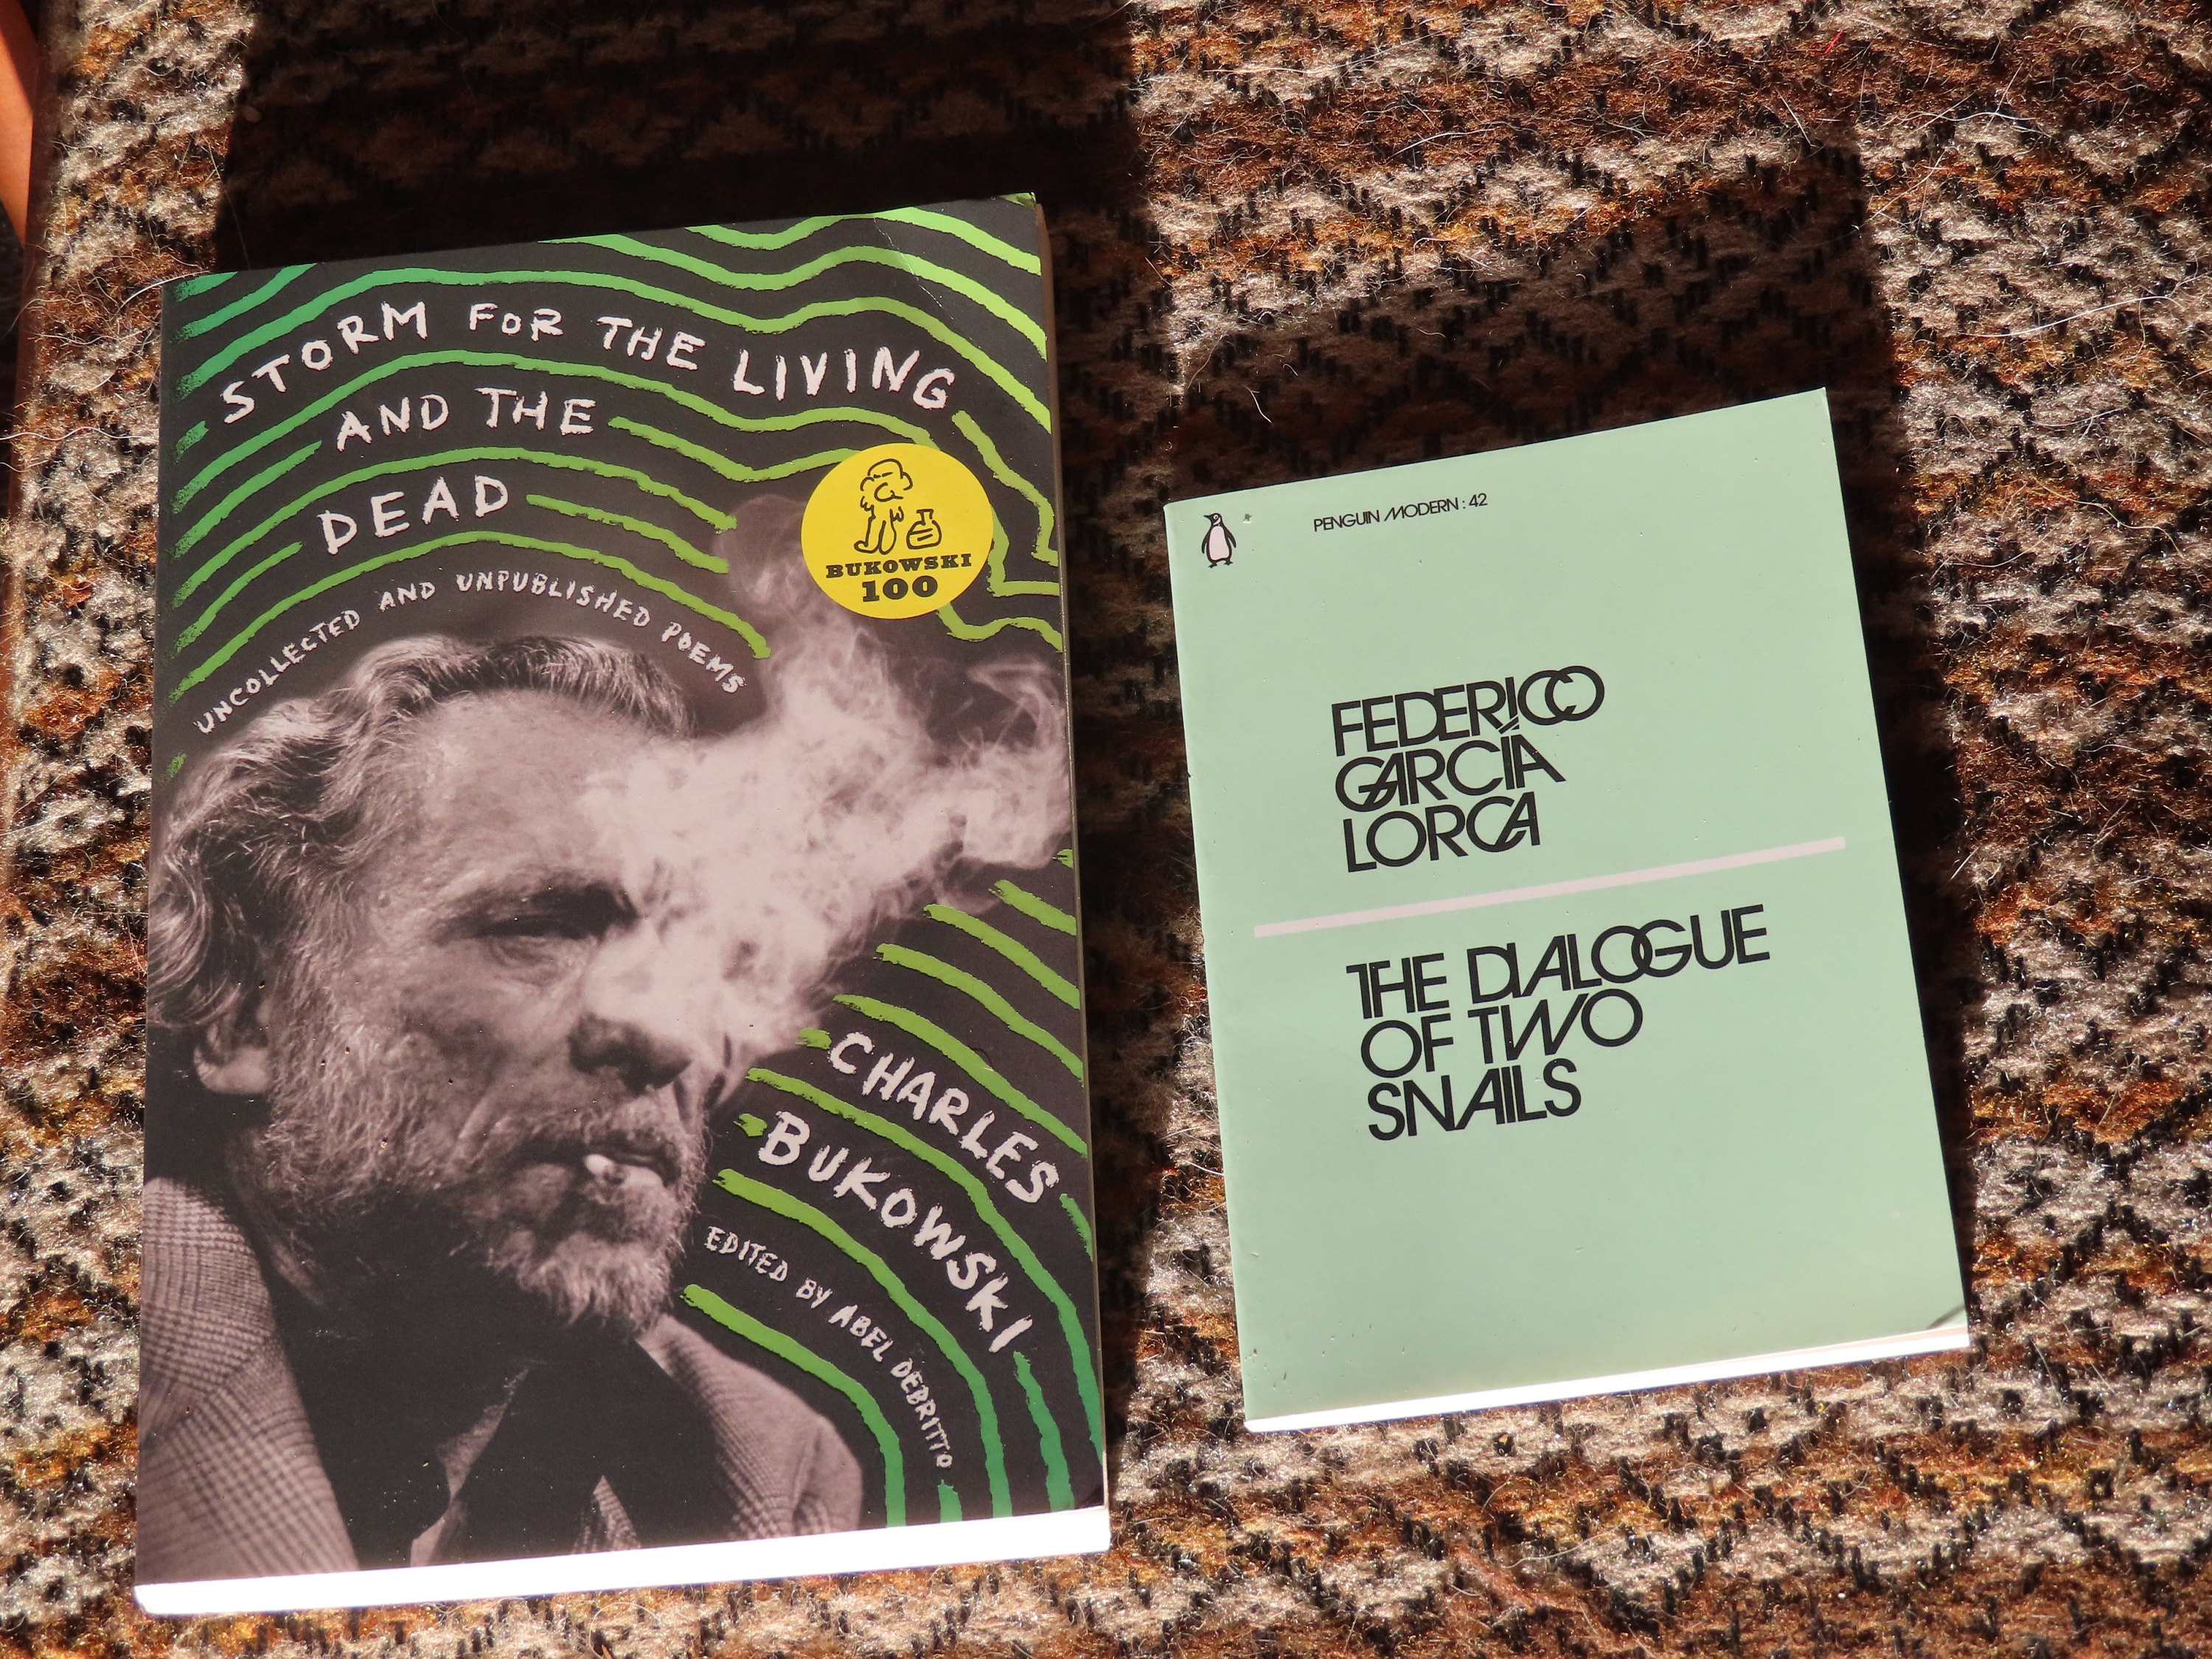 STORM FOR THE LIVING
AND THE
DEAD
UNCOLLECTED AND UNPUBLISHED POEMS
BUKOWSKI
100
CHARLES
BUKOWSKI
EDITED BY ABEL DEBRITTO
PENGUIN MODERN : 42
FEDERICO
GARCÍA
LORCA
THE DIALOGUE
OF TWO
SNAILS